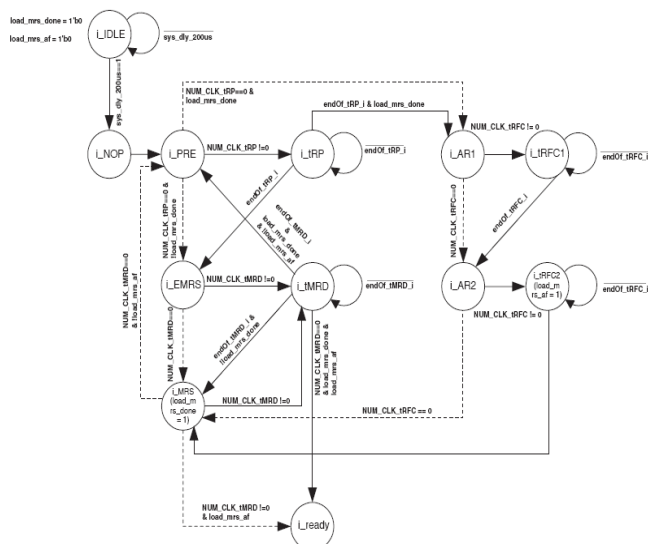 load_mrs_done = 1'b0
load_mrs_af = 1'b0
i_IDLE
sys_dly_200us
sys_dly_200us==1
NUM_CLK_tRP==0 &
load_mrs_done
endOf_tRP_i & load_mrs_done
i_NOP
i_PRE
NUM_CLK_tRP !=0
i_tRP
endOf_tRP_i
i_AR1
NUM_CLK_tRFC != 0
i_tRFC1
endOf_tRFC_i
NUM_CLK_tRP==0 &
!load_mrs_done
endOf_tRP_i
endOf_tMRD_i
&
load_mrs_done
& !load_mrs_af
NUM_CLK_tRFC==0
endOf_tRFC_i
NUM_CLK_tMRD==0
& !load_mrs_af
i_EMRS
NUM_CLK_tMRD !=0
i_tMRD
endOf_tMRD_i
i_AR2
NUM_CLK_tRFC != 0
i_tRFC2
(load_m
rs_af = 1)
endOf_tRFC_i
NUM_CLK_tMRD==0
endOf_tMRD_i &
!load_mrs_done
NUM_CLK_tMRD==0
& load_mrs_done &
load_mrs_af
i_MRS
(load_m
rs_done
= 1)
NUM_CLK_tMRD !=0
NUM_CLK_tRFC == 0
NUM_CLK_tMRD !=0
& load_mrs_af
i_ready